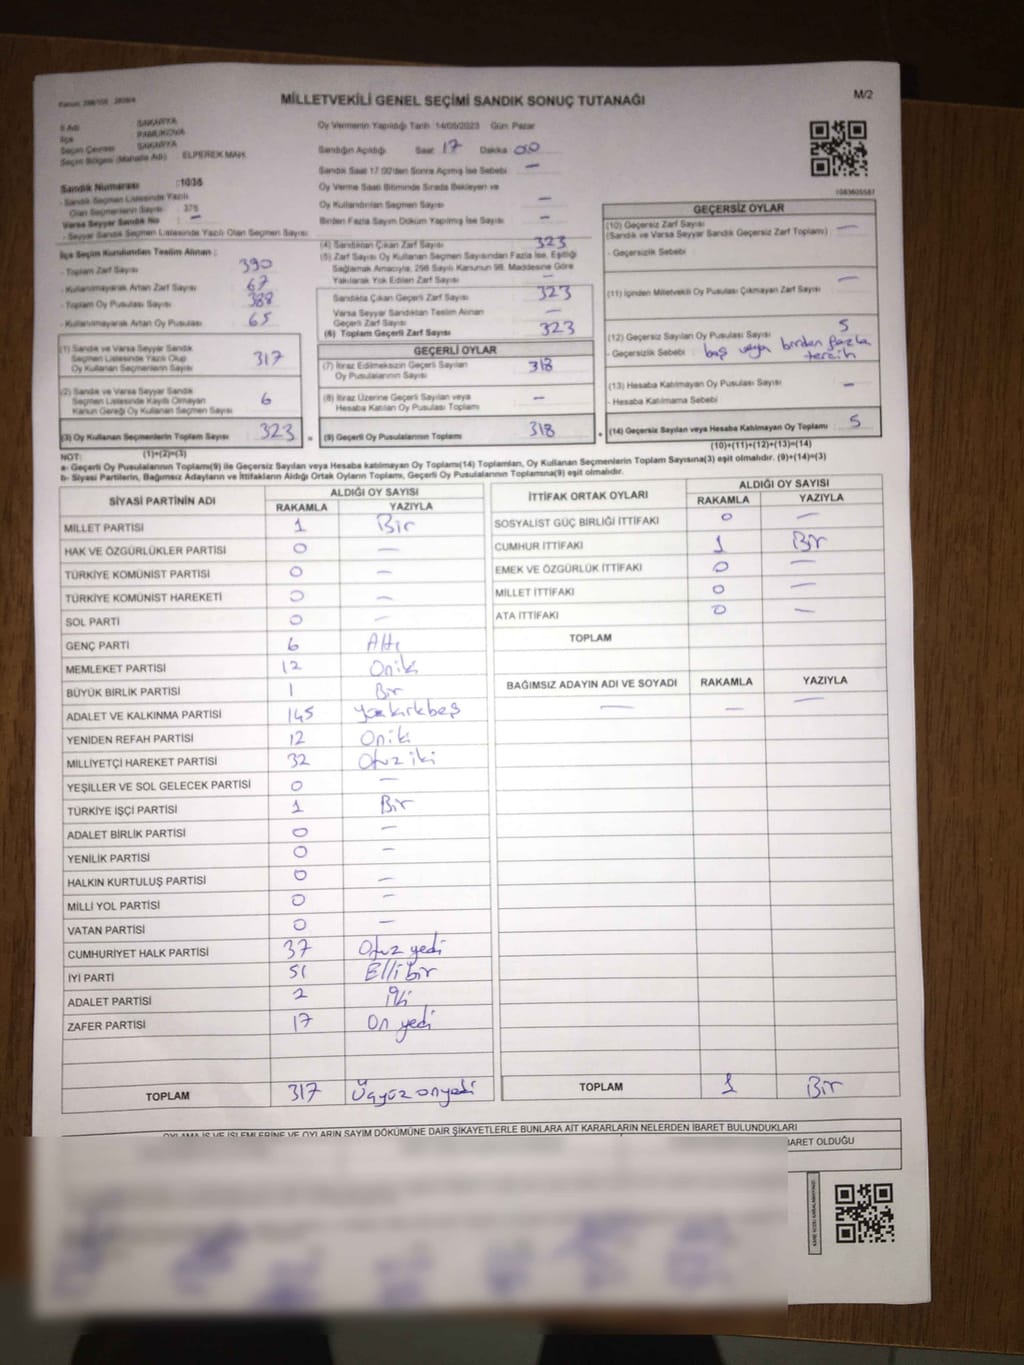 MİLLETVEKİLİ GENEL SEÇİMİ SANDIK SONUÇ TUTANAĞI
M/2
İl Adı : SAKARYA
İlçe : PAMUKOVA
Seçim Çevresi : SAKARYA
Seçim Bölgesi (Mahalle Adı) : ELPEREK MAH.
Oy Vermenin Yapıldığı Tarih :14/05/2023 Gün: Pazar
Sandığın Açıldığı Saat 17 Dakika 00
Sandık Saat 17:00'den Sonra Açılmış İse Sebebi —
Oy Verme Saati Bitiminde Sırada Bekleyen ve
Oy Kullandırılan Seçmen Sayısı —
Birden Fazla Sayım Döküm Yapılmış İse Sayısı —
Sandık Numarası :1035
- Sandık Seçmen Listesinde Yazılı
Olan Seçmenlerin Sayısı : 375
Varsa Seyyar Sandık No : —
- Seyyar Sandık Seçmen Listesinde Yazılı Olan Seçmen Sayısı:
İlçe Seçim Kurulundan Teslim Alınan ;
- Toplam Zarf Sayısı 390
- Kullanılmayarak Artan Zarf Sayısı 67
- Toplam Oy Pusulası Sayısı 388
- Kullanılmayarak Artan Oy Pusulası 65
(1) Sandık ve Varsa Seyyar Sandık
Seçmen Listesinde Yazılı Olup
Oy Kullanan Seçmenlerin Sayısı 317
(2) Sandık ve Varsa Seyyar Sandık
Seçmen Listesinde Kayıtlı Olmayan
Kanun Gereği Oy Kullanan Seçmen Sayısı 6
(3) Oy Kullanan Seçmenlerin Toplam Sayısı 323
(1)+(2)=(3)
(4) Sandıktan Çıkan Zarf Sayısı 323
(5) Zarf Sayısı Oy Kullanan Seçmen Sayısından Fazla İse, Eşitliği
Sağlamak Amacıyla, 298 Sayılı Kanunun 98. Maddesine Göre
Yakılarak Yok Edilen Zarf Sayısı —
Sandıkta Çıkan Geçerli Zarf Sayısı 323
Varsa Seyyar Sandıktan Teslim Alınan
Geçerli Zarf Sayısı —
(6) Toplam Geçerli Zarf Sayısı 323
GEÇERLİ OYLAR
(7) İtiraz Edilmeksizin Geçerli Sayılan
Oy Pusulalarının Sayısı 318
(8) İtiraz Üzerine Geçerli Sayılan veya
Hesaba Katılan Oy Pusulası Toplamı —
= (9) Geçerli Oy Pusulalarının Toplamı 318
1083605587
GEÇERSİZ OYLAR
(10) Geçersiz Zarf Sayısı —
(Sandık ve Varsa Seyyar Sandık Geçersiz Zarf Toplamı)
- Geçersizlik Sebebi :
(11) İçinden Milletvekili Oy Pusulası Çıkmayan Zarf Sayısı —
(12) Geçersiz Sayılan Oy Pusulası Sayısı 5
- Geçersizlik Sebebi : boş veya birden fazla
tercih
(13) Hesaba Katılmayan Oy Pusulası Sayısı —
- Hesaba Katılmama Sebebi
+ (14) Geçersiz Sayılan veya Hesaba Katılmayan Oy Toplamı 5
(10)+(11)+(12)+(13)=(14)
NOT:
a- Geçerli Oy Pusulalarının Toplamı(9) ile Geçersiz Sayılan veya Hesaba katılmayan Oy Toplamı(14) Toplamları, Oy Kullanan Seçmenlerin Toplam Sayısına(3) eşit olmalıdır. (9)+(14)=(3)
b- Siyasi Partilerin, Bağımsız Adayların ve İttifakların Aldığı Ortak Oyların Toplamı, Geçerli Oy Pusulalarının Toplamına(9) eşit olmalıdır.
SİYASİ PARTİNİN ADI ALDIĞI OY SAYISI
RAKAMLA YAZIYLA
MİLLET PARTİSİ 1 Bir
HAK VE ÖZGÜRLÜKLER PARTİSİ 0 —
TÜRKİYE KOMÜNİST PARTİSİ 0 —
TÜRKİYE KOMÜNİST HAREKETİ 0 —
SOL PARTİ 0 —
GENÇ PARTİ 6 Altı
MEMLEKET PARTİSİ 12 Oniki
BÜYÜK BİRLİK PARTİSİ 1 Bir
ADALET VE KALKINMA PARTİSİ 145 yüzkırkbeş
YENİDEN REFAH PARTİSİ 12 Oniki
MİLLİYETÇİ HAREKET PARTİSİ 32 Otuz iki
YEŞİLLER VE SOL GELECEK PARTİSİ 0 —
TÜRKİYE İŞÇİ PARTİSİ 1 Bir
ADALET BİRLİK PARTİSİ 0 —
YENİLİK PARTİSİ 0 —
HALKIN KURTULUŞ PARTİSİ 0 —
MİLLİ YOL PARTİSİ 0 —
VATAN PARTİSİ 0 —
CUMHURİYET HALK PARTİSİ 37 Otuz yedi
İYİ PARTİ 51 Ellibir
ADALET PARTİSİ 2 İki
ZAFER PARTİSİ 17 On yedi
TOPLAM 317 Üçyüz onyedi
İTTİFAK ORTAK OYLARI ALDIĞI OY SAYISI
RAKAMLA YAZIYLA
SOSYALİST GÜÇ BİRLİĞİ İTTİFAKI 0 —
CUMHUR İTTİFAKI 1 Bir
EMEK VE ÖZGÜRLÜK İTTİFAKI 0 —
MİLLET İTTİFAKI 0 —
ATA İTTİFAKI 0 —
TOPLAM
BAĞIMSIZ ADAYIN ADI VE SOYADI RAKAMLA YAZIYLA
— — —
TOPLAM 1 Bir
OYLAMA İŞ VE İŞLEMLERİNE VE OYLARIN SAYIM DÖKÜMÜNE DAİR ŞİKAYETLERLE BUNLARA AİT KARARLARIN NELERDEN İBARET BULUNDUKLARI
BARET OLDUĞU